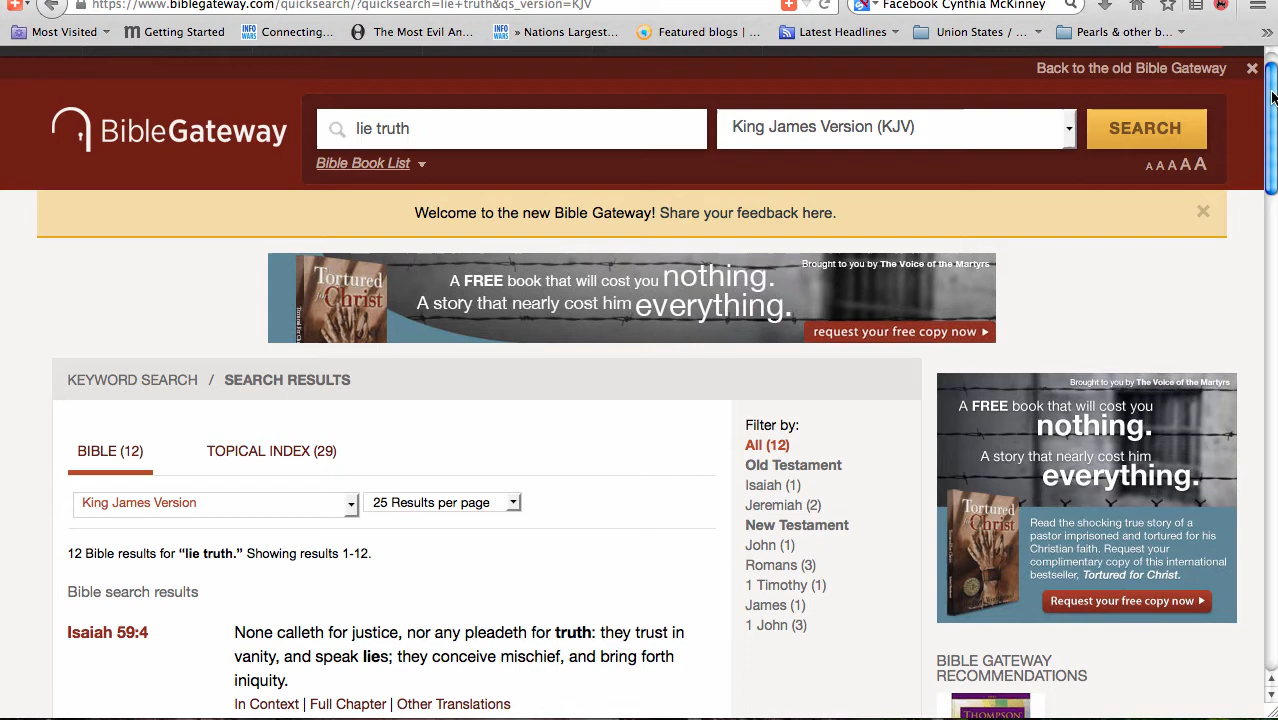 https://www.biblegateway.com/quicksearch/?quicksearch=lie+truth&qs_version=KJV
Facebook Cynthia McKinney
Most Visited
Getting Started
INFO WARS
Connecting...
The Most Evil An...
INFO WARS
» Nations Largest...
Featured blogs | ...
Latest Headlines
Union States / ...
Pearls & other b...
Back to the old Bible Gateway
BibleGateway
lie truth
King James Version (KJV)
SEARCH
Bible Book List
A A A A A
Welcome to the new Bible Gateway! Share your feedback here.
Tortured for Christ
Brought to you by The Voice of the Martyrs
A FREE book that will cost you nothing.
A story that nearly cost him everything.
request your free copy now
KEYWORD SEARCH / SEARCH RESULTS
BIBLE (12)
TOPICAL INDEX (29)
King James Version
25 Results per page
12 Bible results for “lie truth.” Showing results 1-12.
Bible search results
Isaiah 59:4
None calleth for justice, nor any pleadeth for truth: they trust in
vanity, and speak lies; they conceive mischief, and bring forth
iniquity.
In Context | Full Chapter | Other Translations
Filter by:
All (12)
Old Testament
Isaiah (1)
Jeremiah (2)
New Testament
John (1)
Romans (3)
1 Timothy (1)
James (1)
1 John (3)
Brought to you by The Voice of the Martyrs
A FREE book that will cost you
nothing.
A story that nearly cost him
everything.
Tortured for Christ
Read the shocking true story of a
pastor imprisoned and tortured for his
Christian faith. Request your
complimentary copy of this international
bestseller, Tortured for Christ.
Request your free copy now
BIBLE GATEWAY
RECOMMENDATIONS
THOMPSON